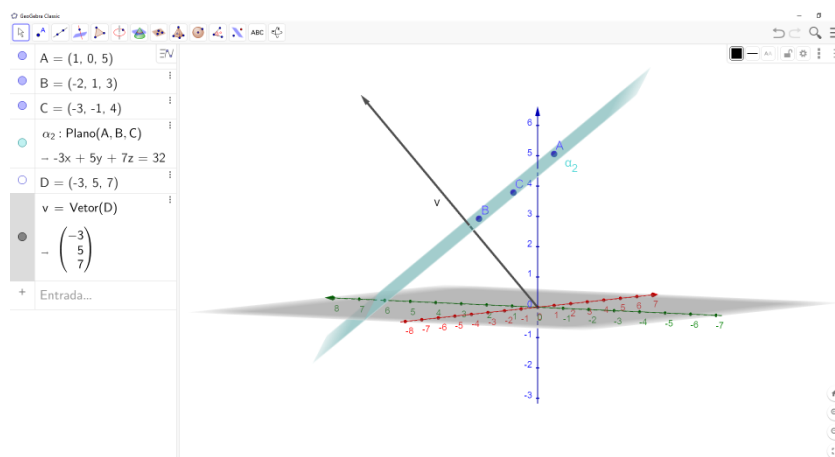 GeoGebra Classic
ABC
A = (1, 0, 5)
B = (-2, 1, 3)
C = (-3, -1, 4)
α₂ : Plano(A, B, C)
→ -3x + 5y + 7z = 32
D = (-3, 5, 7)
v = Vetor(D)
→ (-3
5
7)
+ Entrada...
AA
6
5
4
3
2
1
0
-1
-2
-3
A
α₂
C
B
v
8 7 6 5 4 3 2 1 0 -1 -2 -3 -4 -5 -6 -7
-8 -7 -6 -5 -4 -3 -2 -1 1 2 3 4 5 6 7